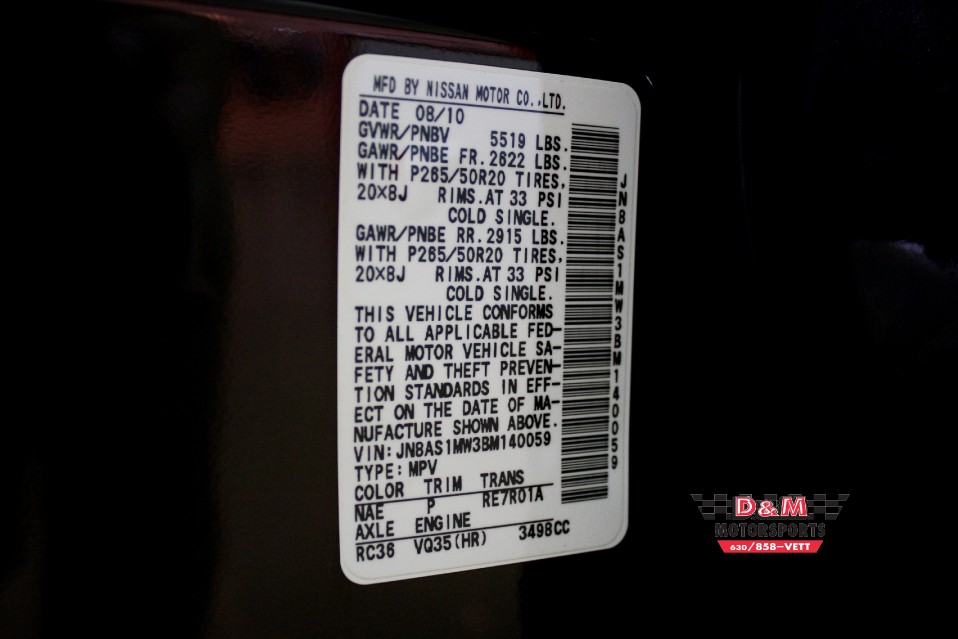 MFD BY NISSAN MOTOR CO.,LTD.
DATE 08/10
GVWR/PNBV 5519 LBS.
GAWR/PNBE FR. 2622 LBS.
WITH P265/50R20 TIRES,
20×8J RIMS.AT 33 PSI
COLD SINGLE.
GAWR/PNBE RR. 2915 LBS.
WITH P265/50R20 TIRES,
20×8J RIMS.AT 33 PSI
COLD SINGLE.
THIS VEHICLE CONFORMS
TO ALL APPLICABLE FED-
ERAL MOTOR VEHICLE SA-
FETY AND THEFT PREVEN-
TION STANDARDS IN EFF-
ECT ON THE DATE OF MA-
NUFACTURE SHOWN ABOVE.
VIN: JN8AS1MW3BM140059
TYPE: MPV
COLOR TRIM TRANS
NAE P RE7R01A
AXLE ENGINE
RC36 VQ35(HR) 3498CC
JN8AS1MW3BM140059
D&M
MOTORSPORTS
630/858-VETT